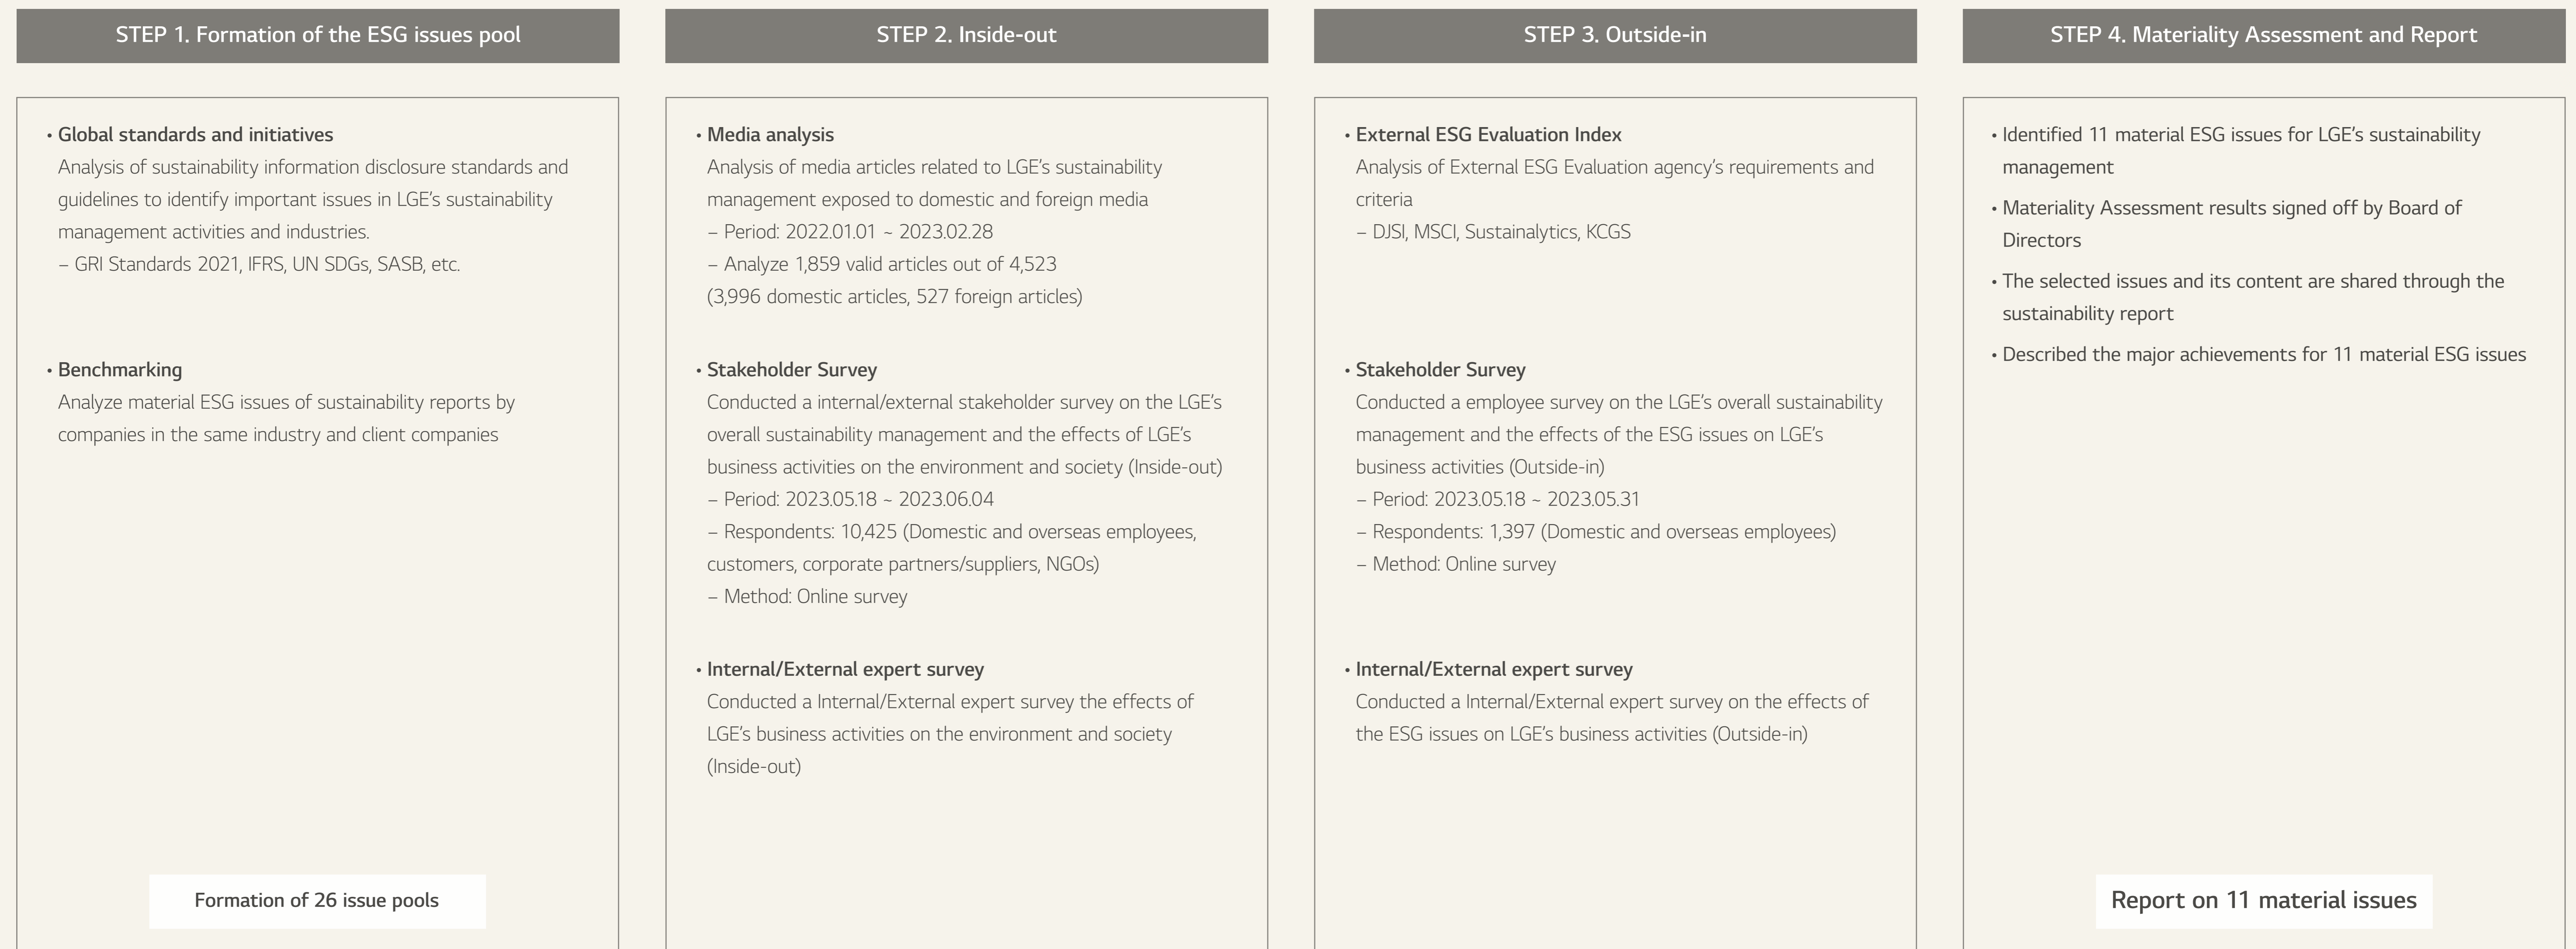 STEP 1. Formation of the ESG issues pool
• Global standards and initiatives
Analysis of sustainability information disclosure standards and
guidelines to identify important issues in LGE's sustainability
management activities and industries.
– GRI Standards 2021, IFRS, UN SDGs, SASB, etc.
• Benchmarking
Analyze material ESG issues of sustainability reports by
companies in the same industry and client companies
Formation of 26 issue pools
STEP 2. Inside-out
• Media analysis
Analysis of media articles related to LGE's sustainability
management exposed to domestic and foreign media
– Period: 2022.01.01 ~ 2023.02.28
– Analyze 1,859 valid articles out of 4,523
(3,996 domestic articles, 527 foreign articles)
• Stakeholder Survey
Conducted a internal/external stakeholder survey on the LGE's
overall sustainability management and the effects of LGE's
business activities on the environment and society (Inside-out)
– Period: 2023.05.18 ~ 2023.06.04
– Respondents: 10,425 (Domestic and overseas employees,
customers, corporate partners/suppliers, NGOs)
– Method: Online survey
• Internal/External expert survey
Conducted a Internal/External expert survey the effects of
LGE's business activities on the environment and society
(Inside-out)
STEP 3. Outside-in
• External ESG Evaluation Index
Analysis of External ESG Evaluation agency's requirements and
criteria
– DJSI, MSCI, Sustainalytics, KCGS
• Stakeholder Survey
Conducted a employee survey on the LGE's overall sustainability
management and the effects of the ESG issues on LGE's
business activities (Outside-in)
– Period: 2023.05.18 ~ 2023.05.31
– Respondents: 1,397 (Domestic and overseas employees)
– Method: Online survey
• Internal/External expert survey
Conducted a Internal/External expert survey on the effects of
the ESG issues on LGE's business activities (Outside-in)
STEP 4. Materiality Assessment and Report
• Identified 11 material ESG issues for LGE's sustainability
management
• Materiality Assessment results signed off by Board of
Directors
• The selected issues and its content are shared through the
sustainability report
• Described the major achievements for 11 material ESG issues
Report on 11 material issues